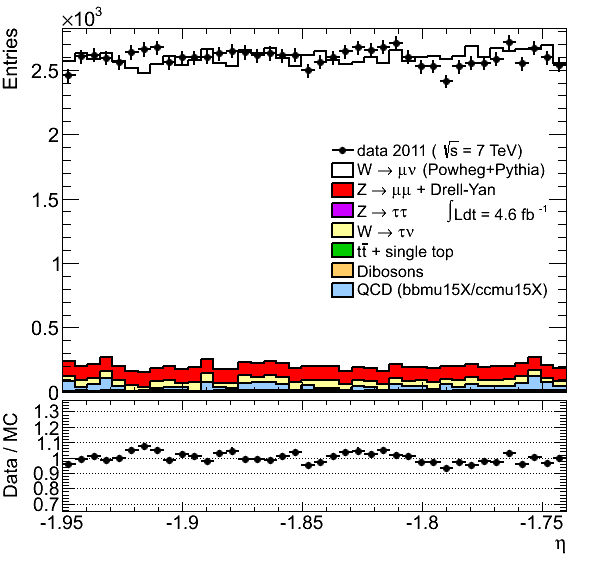 ×10³
Entries
2.5
2
1.5
1
0.5
0
data 2011 ( √s = 7 TeV)
W → μν (Powheg+Pythia)
Z → μμ + Drell-Yan
Z → ττ ∫Ldt = 4.6 fb⁻¹
W → τν
tt̅ + single top
Dibosons
QCD (bbmu15X/ccmu15X)
Data / MC
1.3
1.2
1.1
1
0.9
0.8
0.7
-1.95 -1.9 -1.85 -1.8 -1.75
η